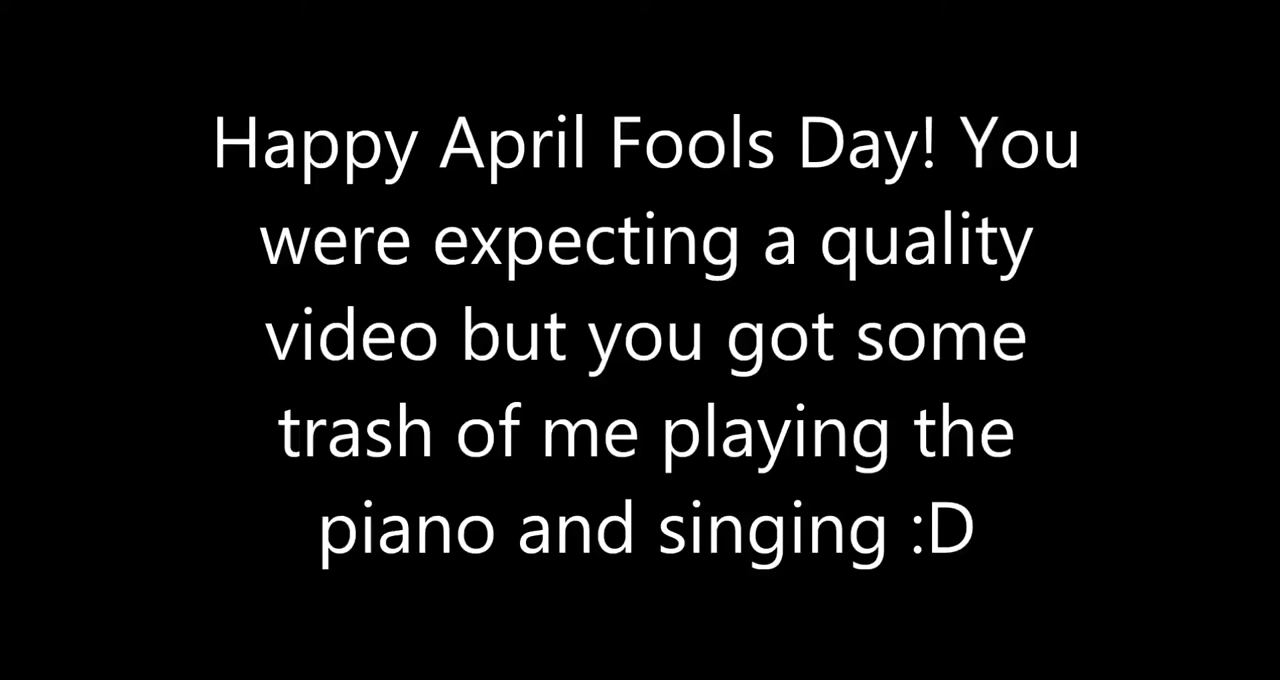 Happy April Fools Day! You
were expecting a quality
video but you got some
trash of me playing the
piano and singing :D